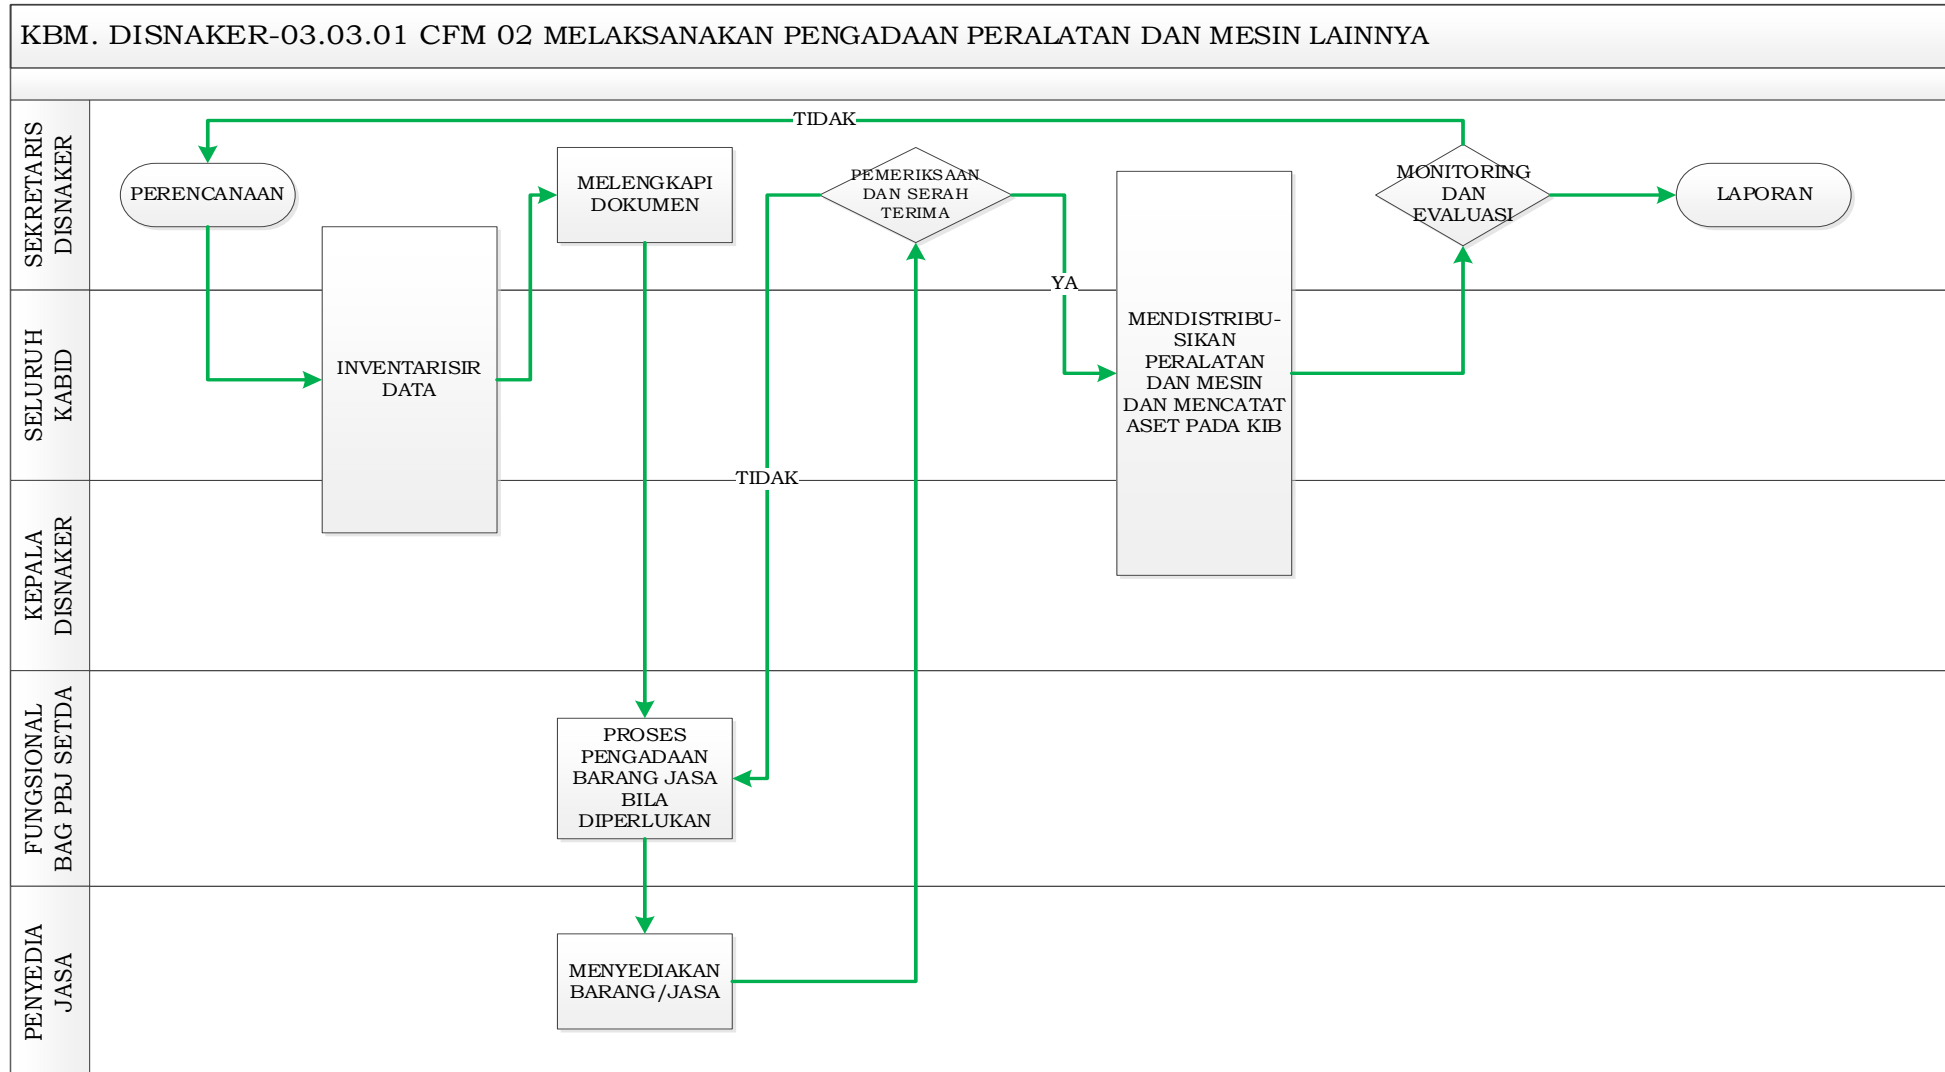 KBM. DISNAKER-03.03.01 CFM 02 MELAKSANAKAN PENGADAAN PERALATAN DAN MESIN LAINNYA
SEKRETARIS
DISNAKER
TIDAK
PERENCANAAN
MELENGKAPI
DOKUMEN
PEMERIKSAAN
DAN SERAH
TERIMA
MONITORING
DAN
EVALUASI
LAPORAN
YA
SELURUH
KABID
INVENTARISIR
DATA
MENDISTRIBU-
SIKAN
PERALATAN
DAN MESIN
DAN MENCATAT
ASET PADA KIB
TIDAK
KEPALA
DISNAKER
FUNGSIONAL
BAG PBJ SETDA
PROSES
PENGADAAN
BARANG JASA
BILA
DIPERLUKAN
PENYEDIA
JASA
MENYEDIAKAN
BARANG/JASA